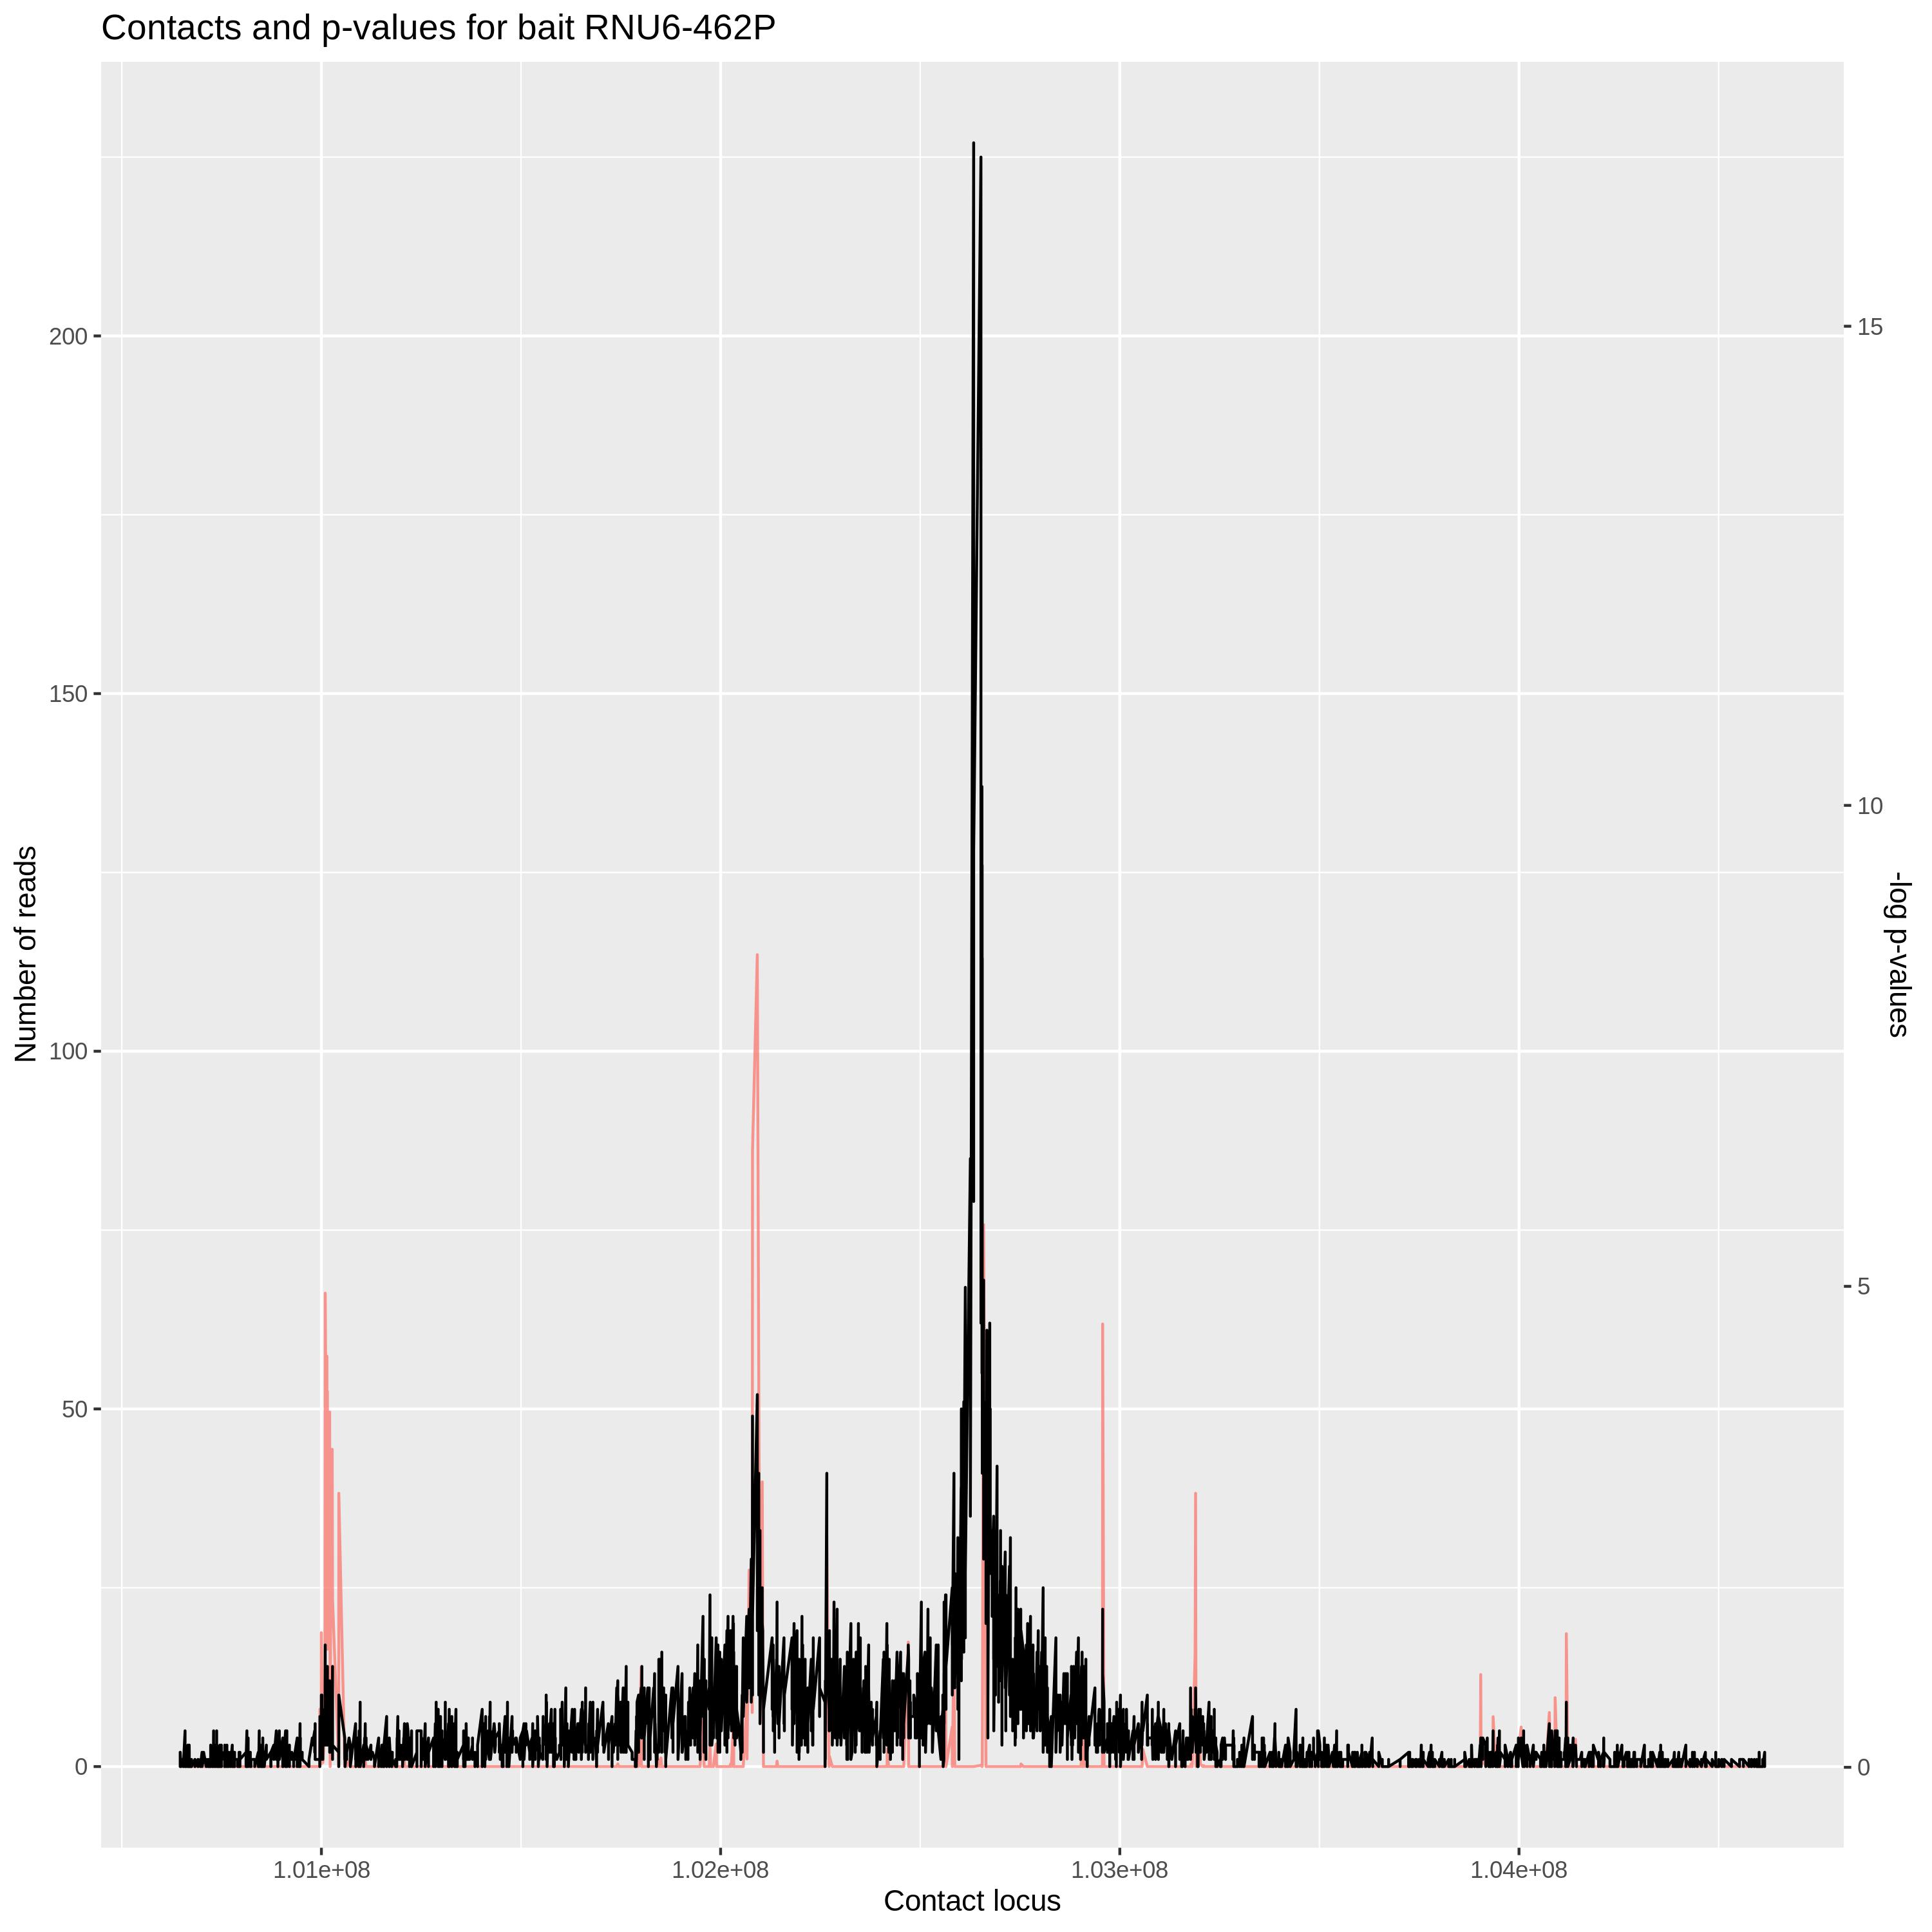 Contacts and p-values for bait RNU6-462P
200
150
100
50
0
Number of reads
15
10
5
0
-log p-values
1.01e+08
1.02e+08
1.03e+08
1.04e+08
Contact locus